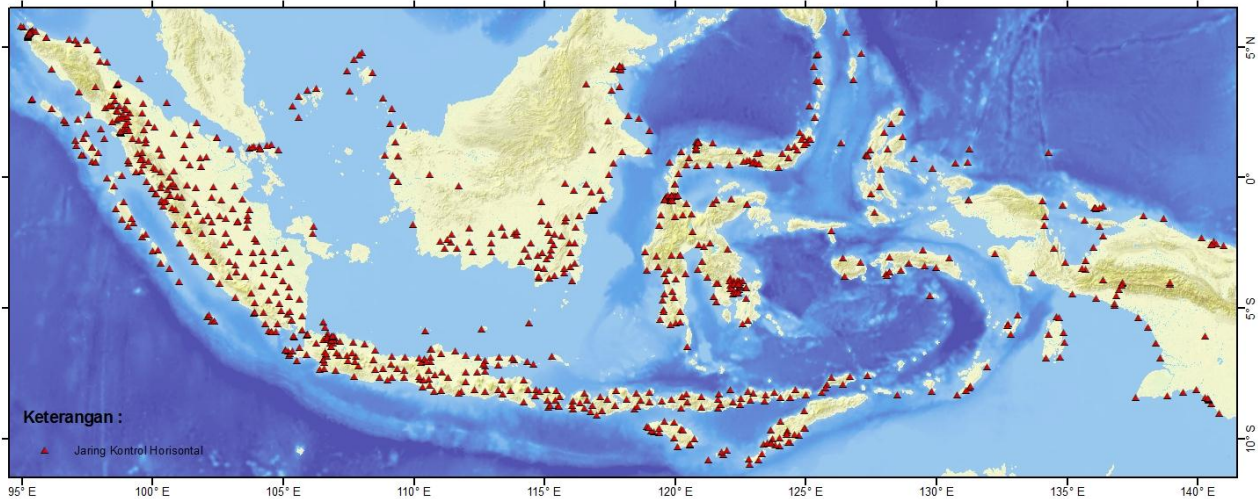 5° N
0°
5° S
10° S
Keterangan :
Jaring Kontrol Horisontal
95° E 100° E 105° E 110° E 115° E 120° E 125° E 130° E 135° E 140° E